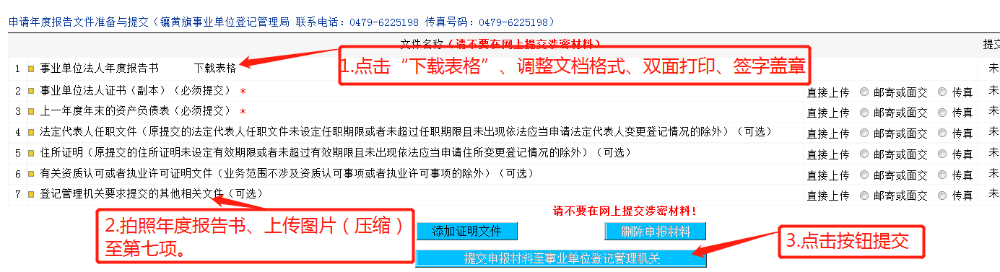 申请年度报告文件准备与提交（镶黄旗事业单位登记管理局 联系电话：0479-6225198 传真号码：0479-6225198）
文件名称（请不要在网上提交涉密材料） 提交
1 事业单位法人年度报告书 下载表格 未
1.点击“下载表格”、调整文档格式、双面打印、签字盖章
2 事业单位法人证书（副本）（必须提交） * 直接上传 邮寄或面交 传真 未
3 上一年度年末的资产负债表（必须提交） * 直接上传 邮寄或面交 传真 未
4 法定代表人任职文件（原提交的法定代表人任职文件未设定任职期限或者未超过任职期限且未出现依法应当申请法定代表人变更登记情况的除外）（可选） 直接上传 邮寄或面交 传真 未
5 住所证明（原提交的住所证明未设定有效期限或者未超过有效期限且未出现依法应当申请住所变更登记情况的除外）（可选） 直接上传 邮寄或面交 传真 未
6 有关资质认可或者执业许可证明文件（业务范围不涉及资质认可事项或者执业许可事项的除外）（可选） 直接上传 邮寄或面交 传真 未
7 登记管理机关要求提交的其他相关文件（可选） 直接上传 邮寄或面交 传真 未
请不要在网上提交涉密材料！
2.拍照年度报告书、上传图片（压缩）
至第七项。
添加证明文件 删除申报材料
3.点击按钮提交
提交申报材料至事业单位登记管理机关